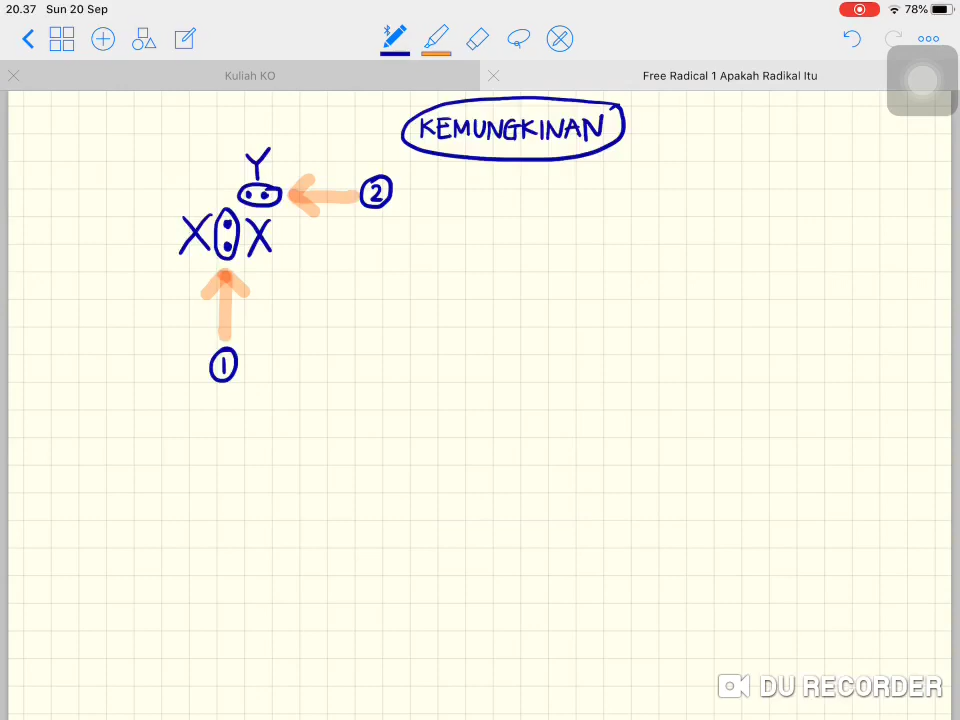 20.37 Sun 20 Sep
78%
Kuliah KO
Free Radical 1 Apakah Radikal Itu
KEMUNGKINAN
Y
2
X:X
1
DU RECORDER